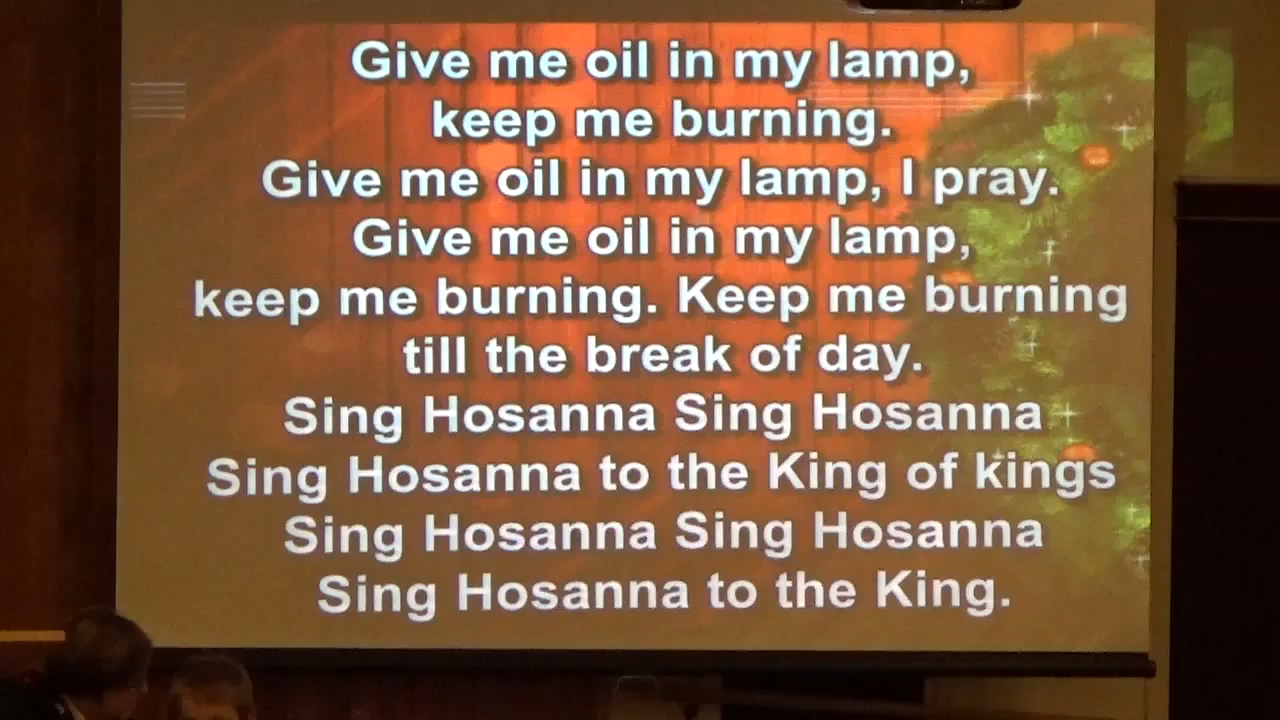 Give me oil in my lamp,
keep me burning.
Give me oil in my lamp, I pray.
Give me oil in my lamp,
keep me burning. Keep me burning
till the break of day.
Sing Hosanna Sing Hosanna
Sing Hosanna to the King of kings
Sing Hosanna Sing Hosanna
Sing Hosanna to the King.